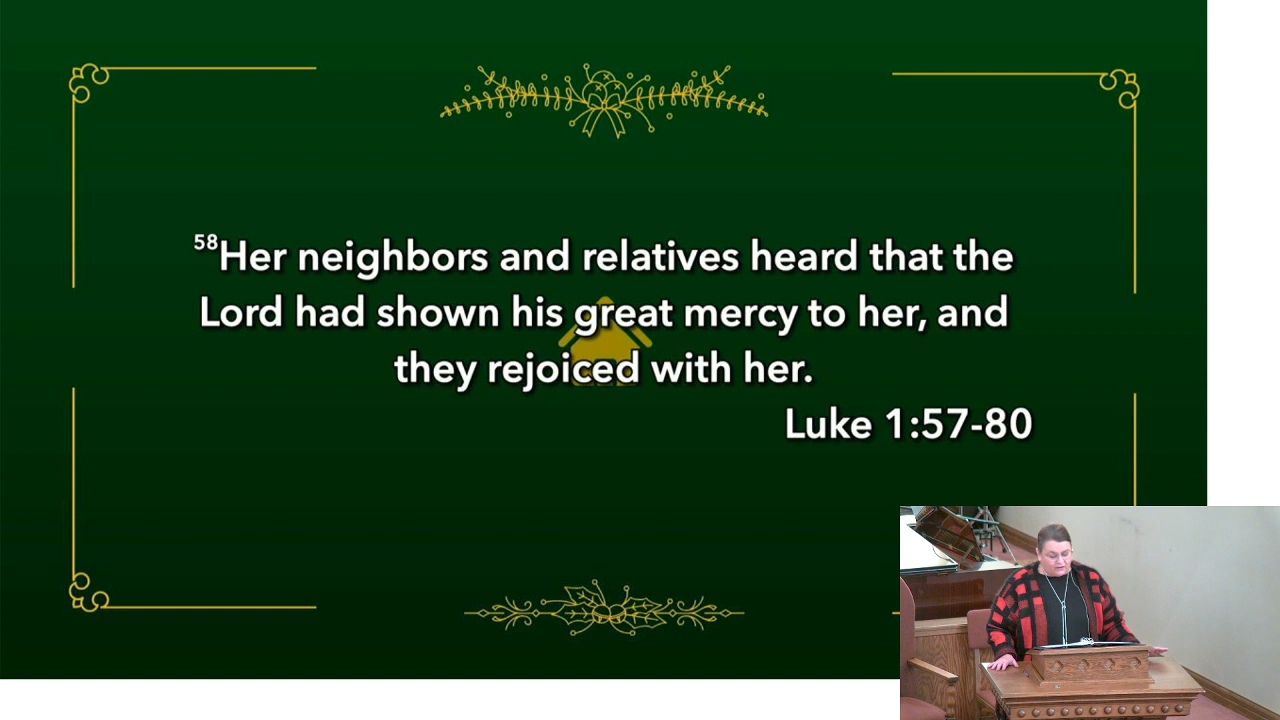 ⁵⁸Her neighbors and relatives heard that the
Lord had shown his great mercy to her, and
they rejoiced with her.
Luke 1:57-80